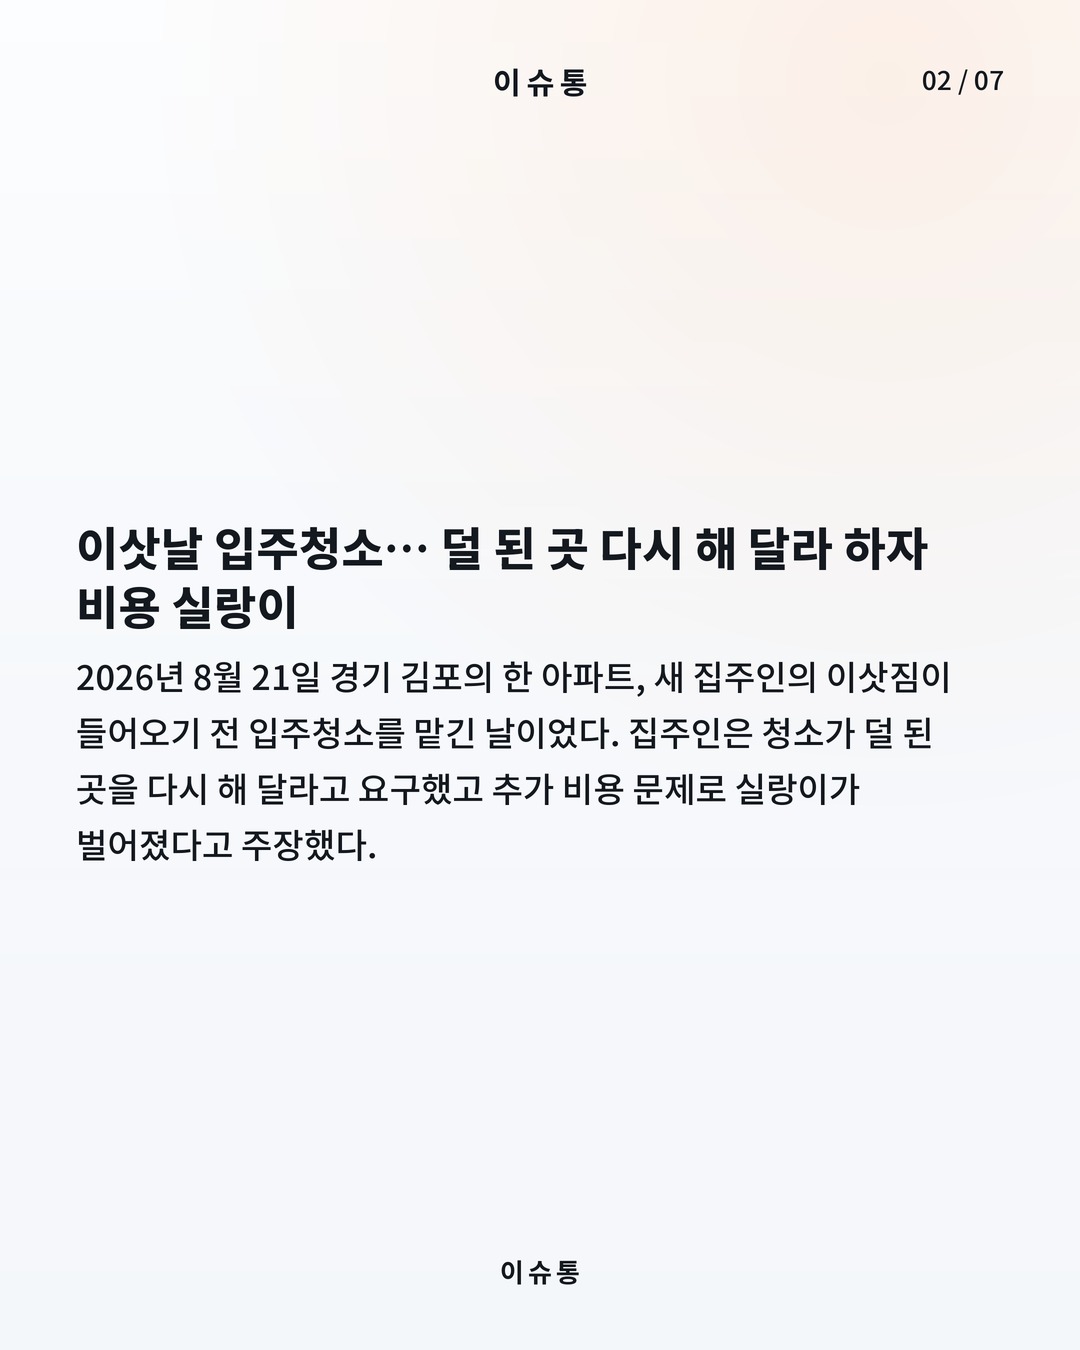 이슈통
02 / 07
이삿날 입주청소… 덜 된 곳 다시 해 달라 하자
비용 실랑이
2026년 8월 21일 경기 김포의 한 아파트, 새 집주인의 이삿짐이
들어오기 전 입주청소를 맡긴 날이었다. 집주인은 청소가 덜 된
곳을 다시 해 달라고 요구했고 추가 비용 문제로 실랑이가
벌어졌다고 주장했다.
이슈통